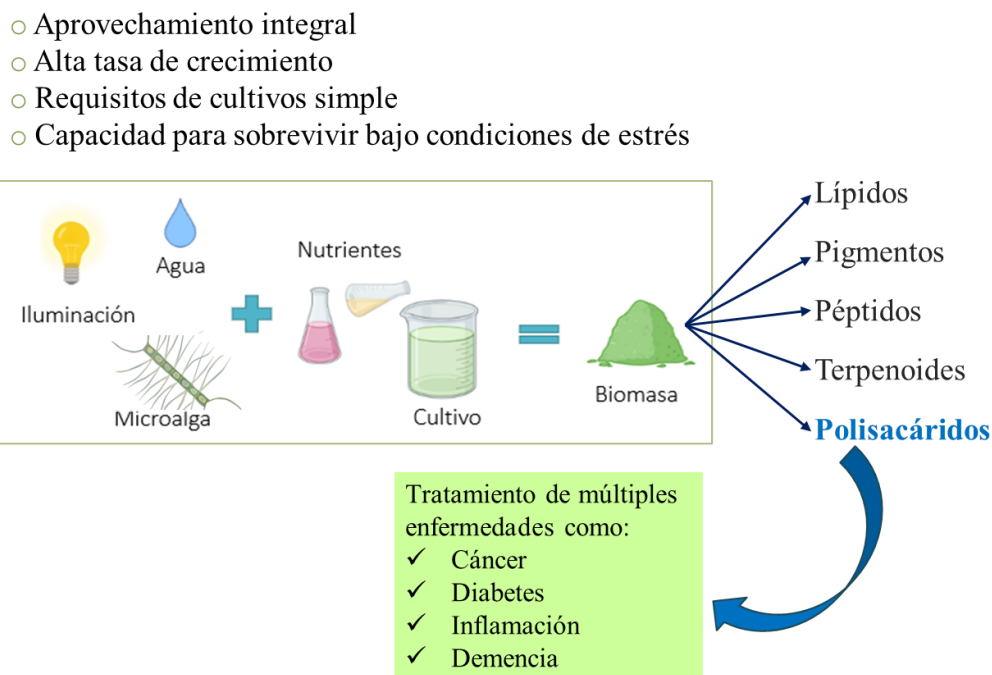 Aprovechamiento integral
Alta tasa de crecimiento
Requisitos de cultivos simple
Capacidad para sobrevivir bajo condiciones de estrés
Iluminación
Agua
Microalga
Nutrientes
Cultivo
Biomasa
Lípidos
Pigmentos
Péptidos
Terpenoides
Polisacáridos
Tratamiento de múltiples
enfermedades como:
✓ Cáncer
✓ Diabetes
✓ Inflamación
✓ Demencia